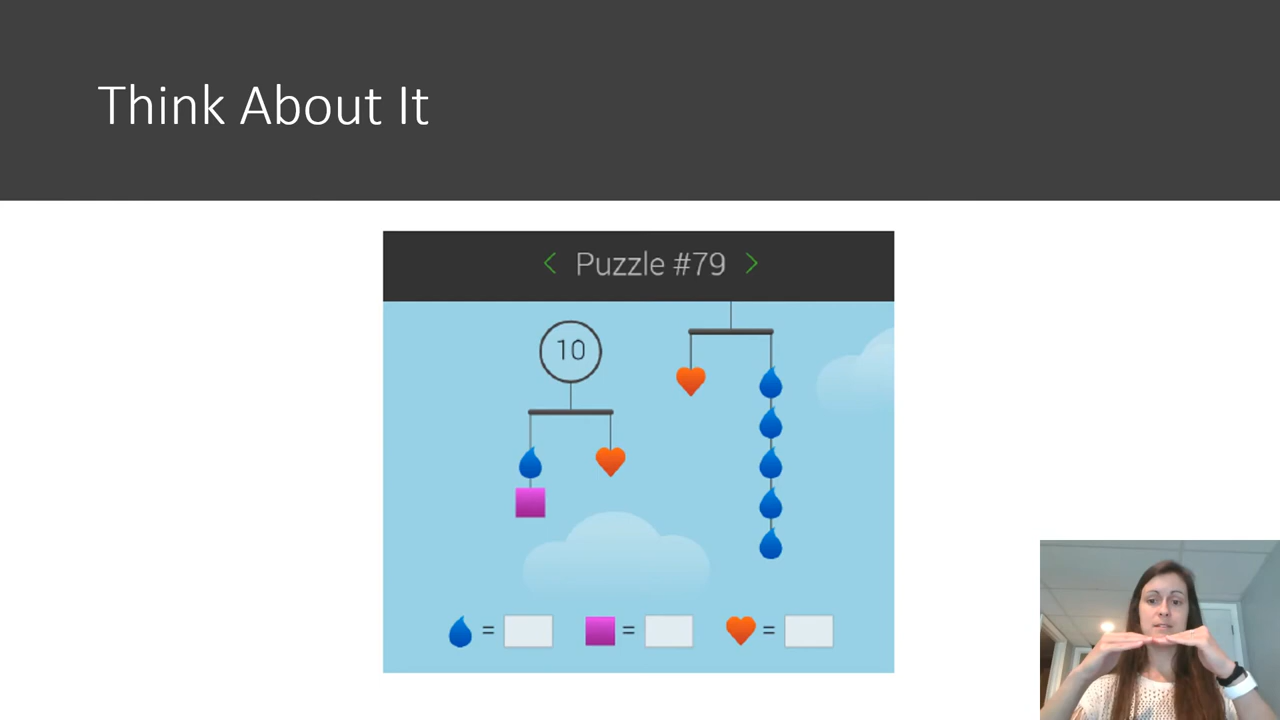 Think About It
< Puzzle #79 >
10
= = =